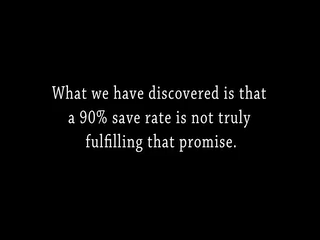 What we have discovered is that
a 90% save rate is not truly
fulfilling that promise.